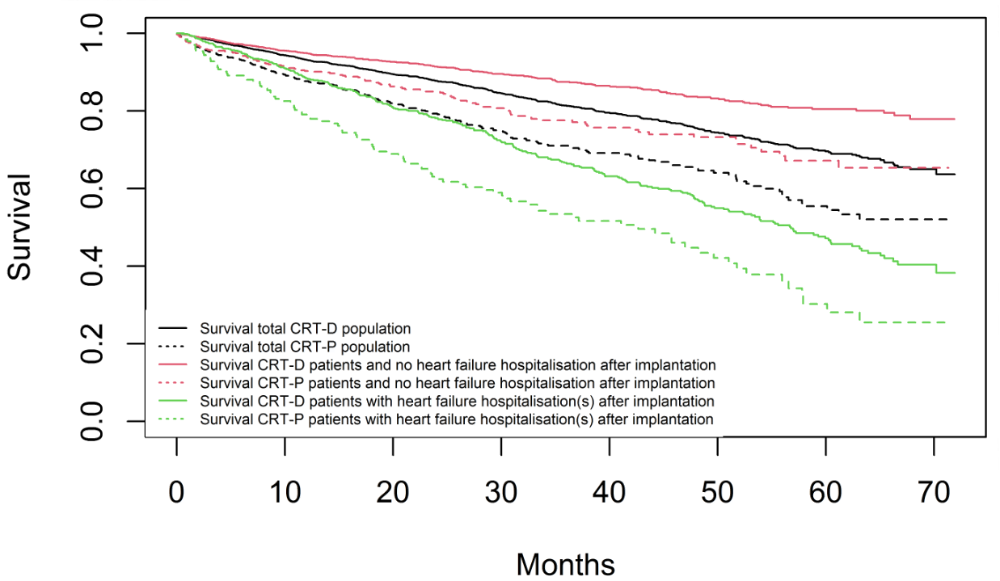 1.0
0.8
0.6
0.4
0.2
0.0
Survival
Survival total CRT-D population
Survival total CRT-P population
Survival CRT-D patients and no heart failure hospitalisation after implantation
Survival CRT-P patients and no heart failure hospitalisation after implantation
Survival CRT-D patients with heart failure hospitalisation(s) after implantation
Survival CRT-P patients with heart failure hospitalisation(s) after implantation
0 10 20 30 40 50 60 70
Months